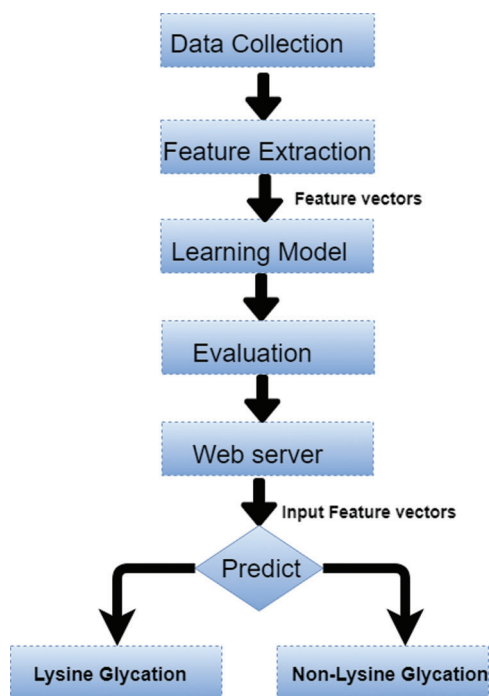 Data Collection
Feature Extraction
Feature vectors
Learning Model
Evaluation
Web server
Input Feature vectors
Predict
Lysine Glycation
Non-Lysine Glycation